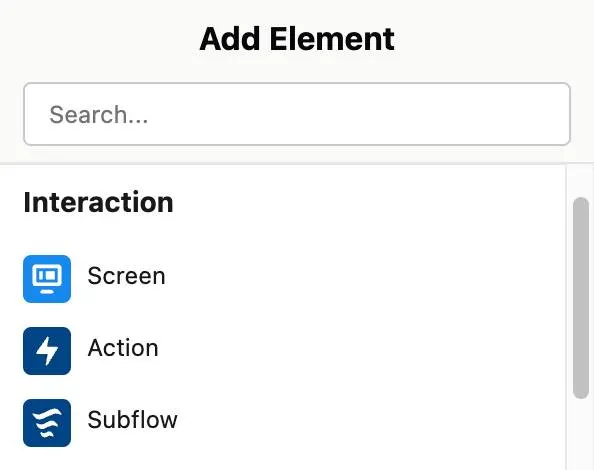 Add Element
Search...
Interaction
Screen
Action
Subflow